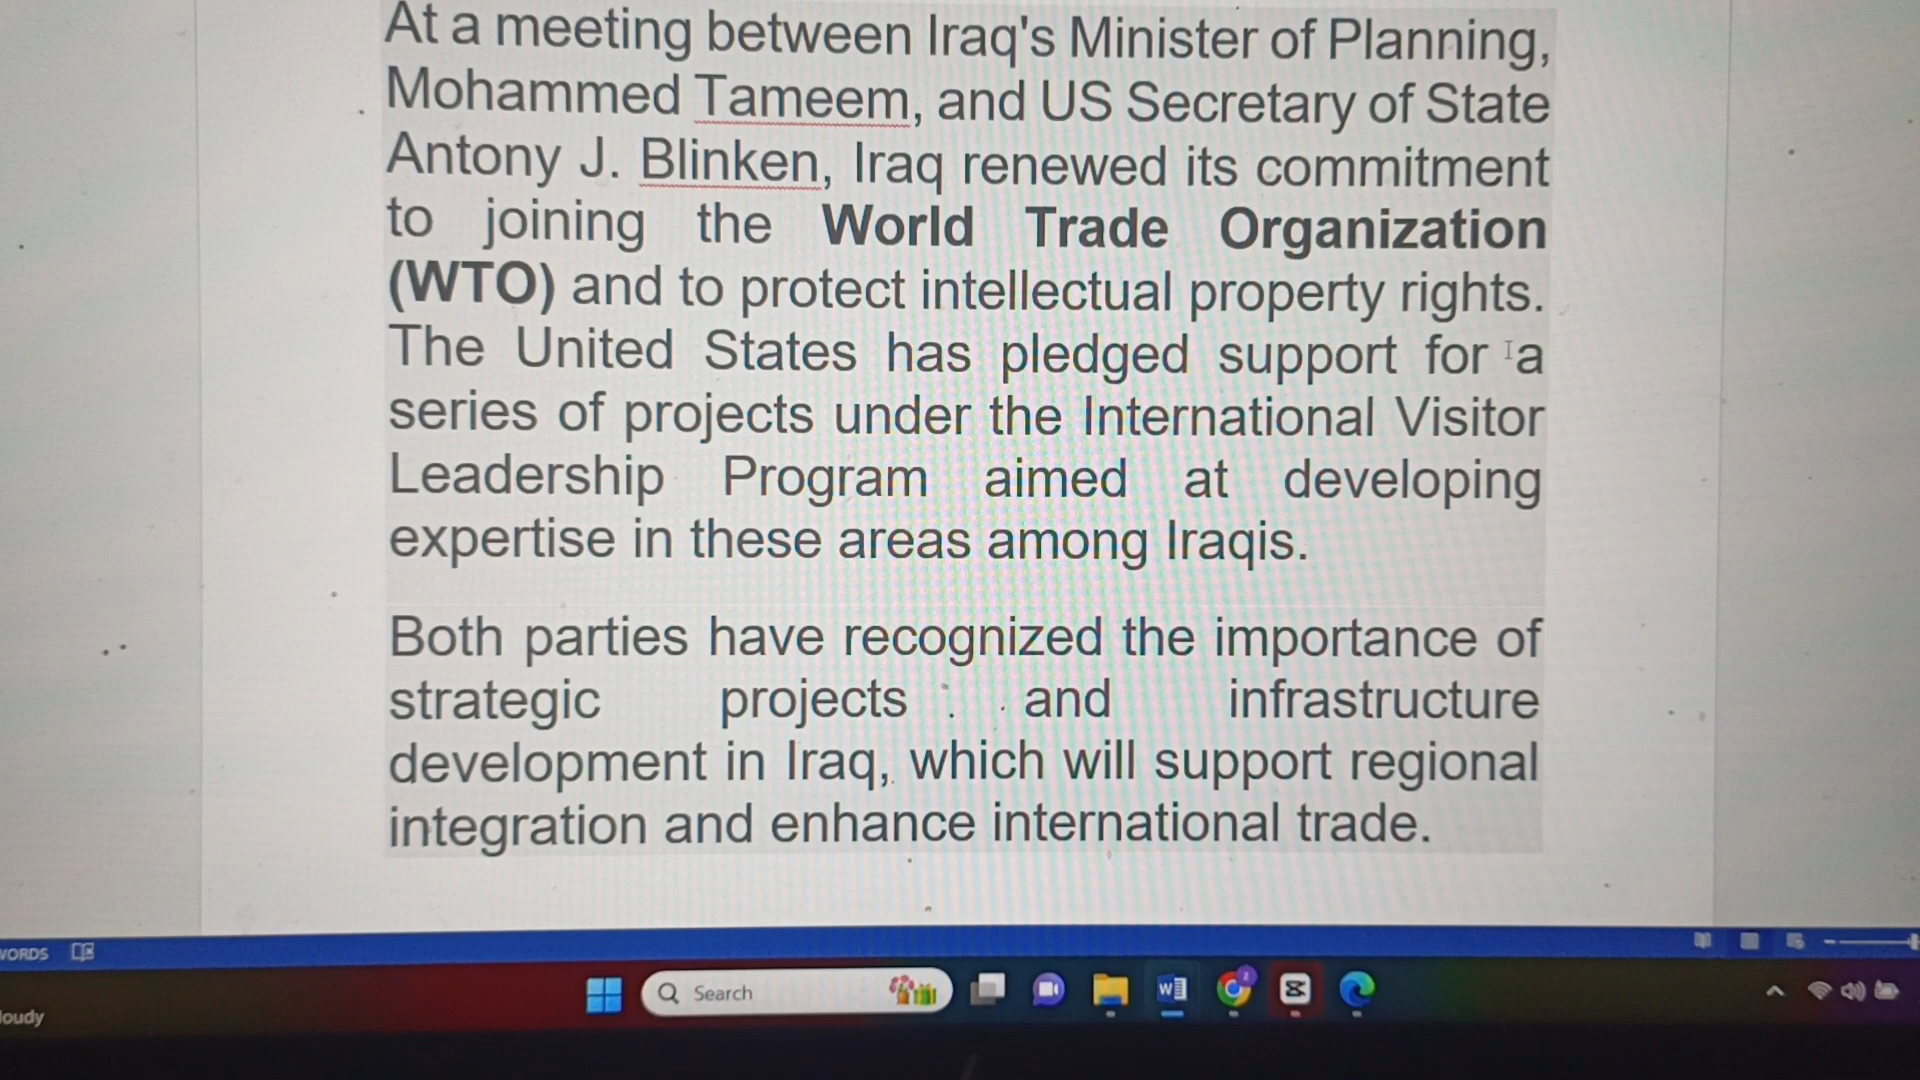 At a meeting between Iraq's Minister of Planning,
Mohammed Tameem, and US Secretary of State
Antony J. Blinken, Iraq renewed its commitment
to joining the World Trade Organization
(WTO) and to protect intellectual property rights.
The United States has pledged support for a
series of projects under the International Visitor
Leadership Program aimed at developing
expertise in these areas among Iraqis.
Both parties have recognized the importance of
strategic projects and infrastructure
development in Iraq, which will support regional
integration and enhance international trade.
WORDS
Search
loudy